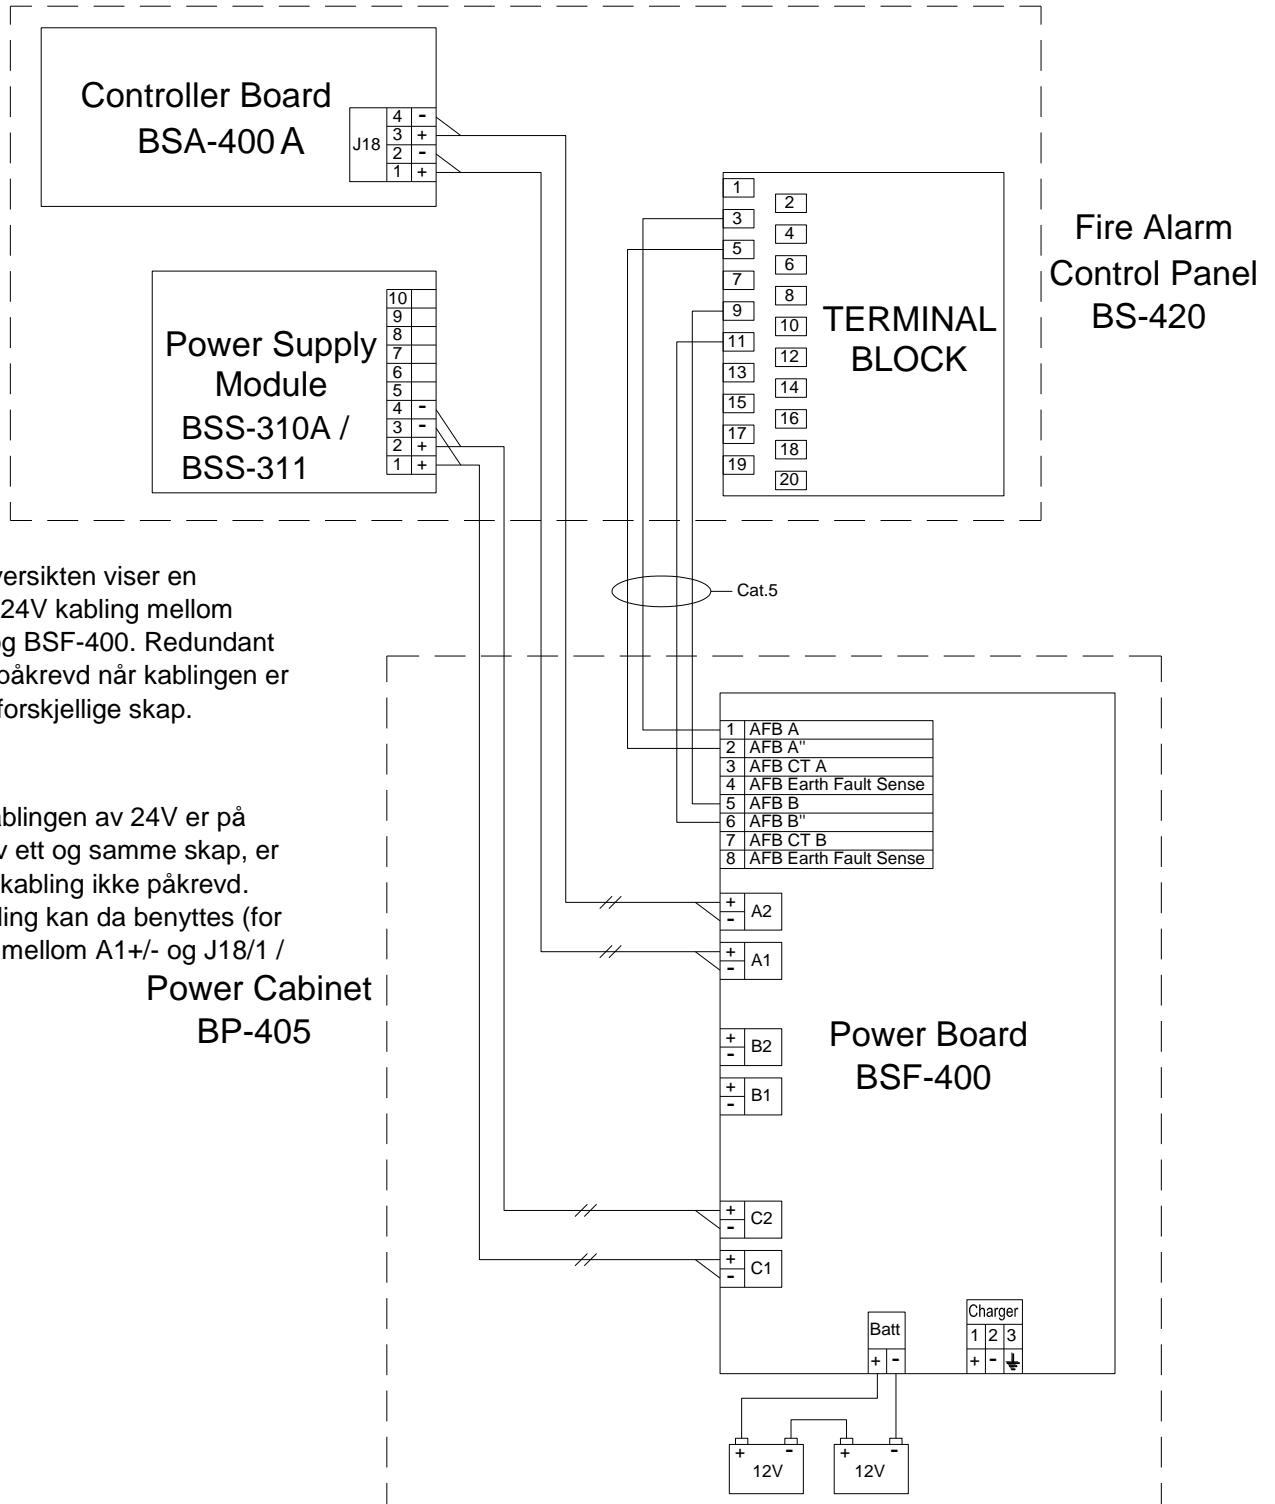 Controller Board
BSA-400 A
J18
4 -
3 +
2 -
1 +
Power Supply
Module
BSS-310A /
BSS-311
10
9
8
7
6
5
4 -
3 -
2 +
1 +
1
2
3
4
5
6
7
8
9
10
11
12
13
14
15
16
17
18
19
20
TERMINAL
BLOCK
Fire Alarm
Control Panel
BS-420
Cat.5
versikten viser en
24V kabling mellom
g BSF-400. Redundant
påkrevd når kablingen er
forskjellige skap.
ablingen av 24V er på
v ett og samme skap, er
kabling ikke påkrevd.
ling kan da benyttes (for
mellom A1+/- og J18/1 /
Power Cabinet
BP-405
1 AFB A
2 AFB A"
3 AFB CT A
4 AFB Earth Fault Sense
5 AFB B
6 AFB B"
7 AFB CT B
8 AFB Earth Fault Sense
+
- A2
+
- A1
+
- B2
+
- B1
+
- C2
+
- C1
Power Board
BSF-400
Batt
+ -
Charger
1 2 3
+ - ⏚
+ -
12V
+ -
12V